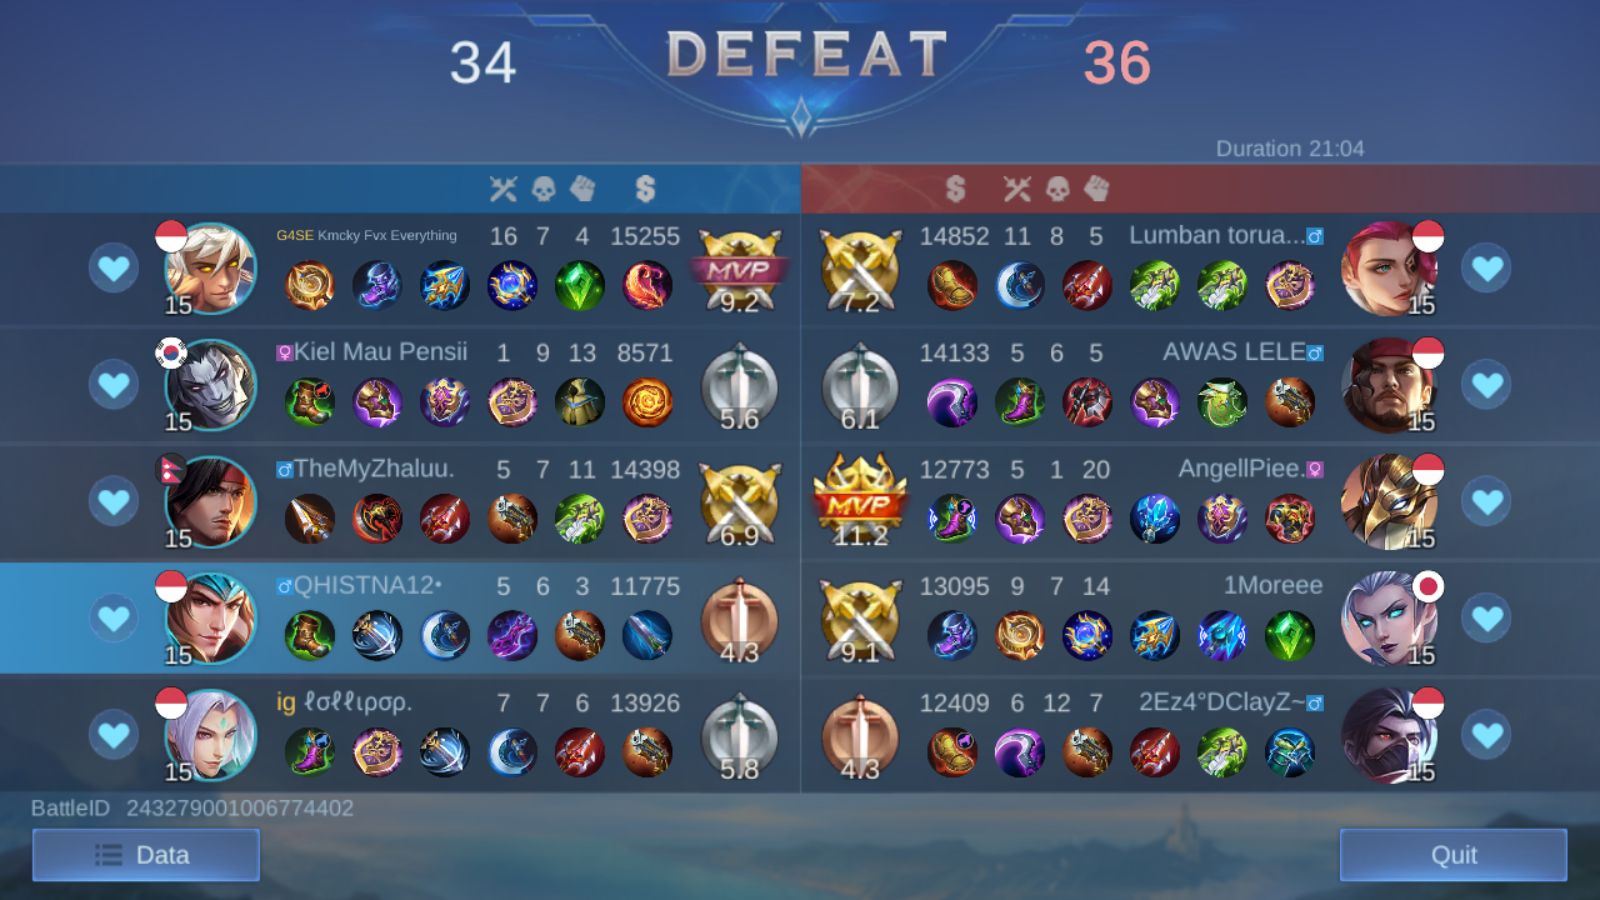 34 DEFEAT 36
Duration 21:04
G4SE Kmcky Fvx Everything 16 7 4 15255
MVP
15 9.2
14852 11 8 5 Lumban torua...
7.2 15
Kiel Mau Pensii 1 9 13 8571
15 5.6
14133 5 6 5 AWAS LELE
6.1 15
TheMyZhaluu. 5 7 11 14398
15 6.9
12773 5 1 20 AngellPiee.
MVP
11.2 15
QHISTNA12• 5 6 3 11775
15 4.3
13095 9 7 14 1Moreee
9.1 15
ig ℓσℓℓιρσρ. 7 7 6 13926
15 5.8
12409 6 12 7 2Ez4°DClayZ~
4.3 15
BattleID 243279001006774402
Data
Quit